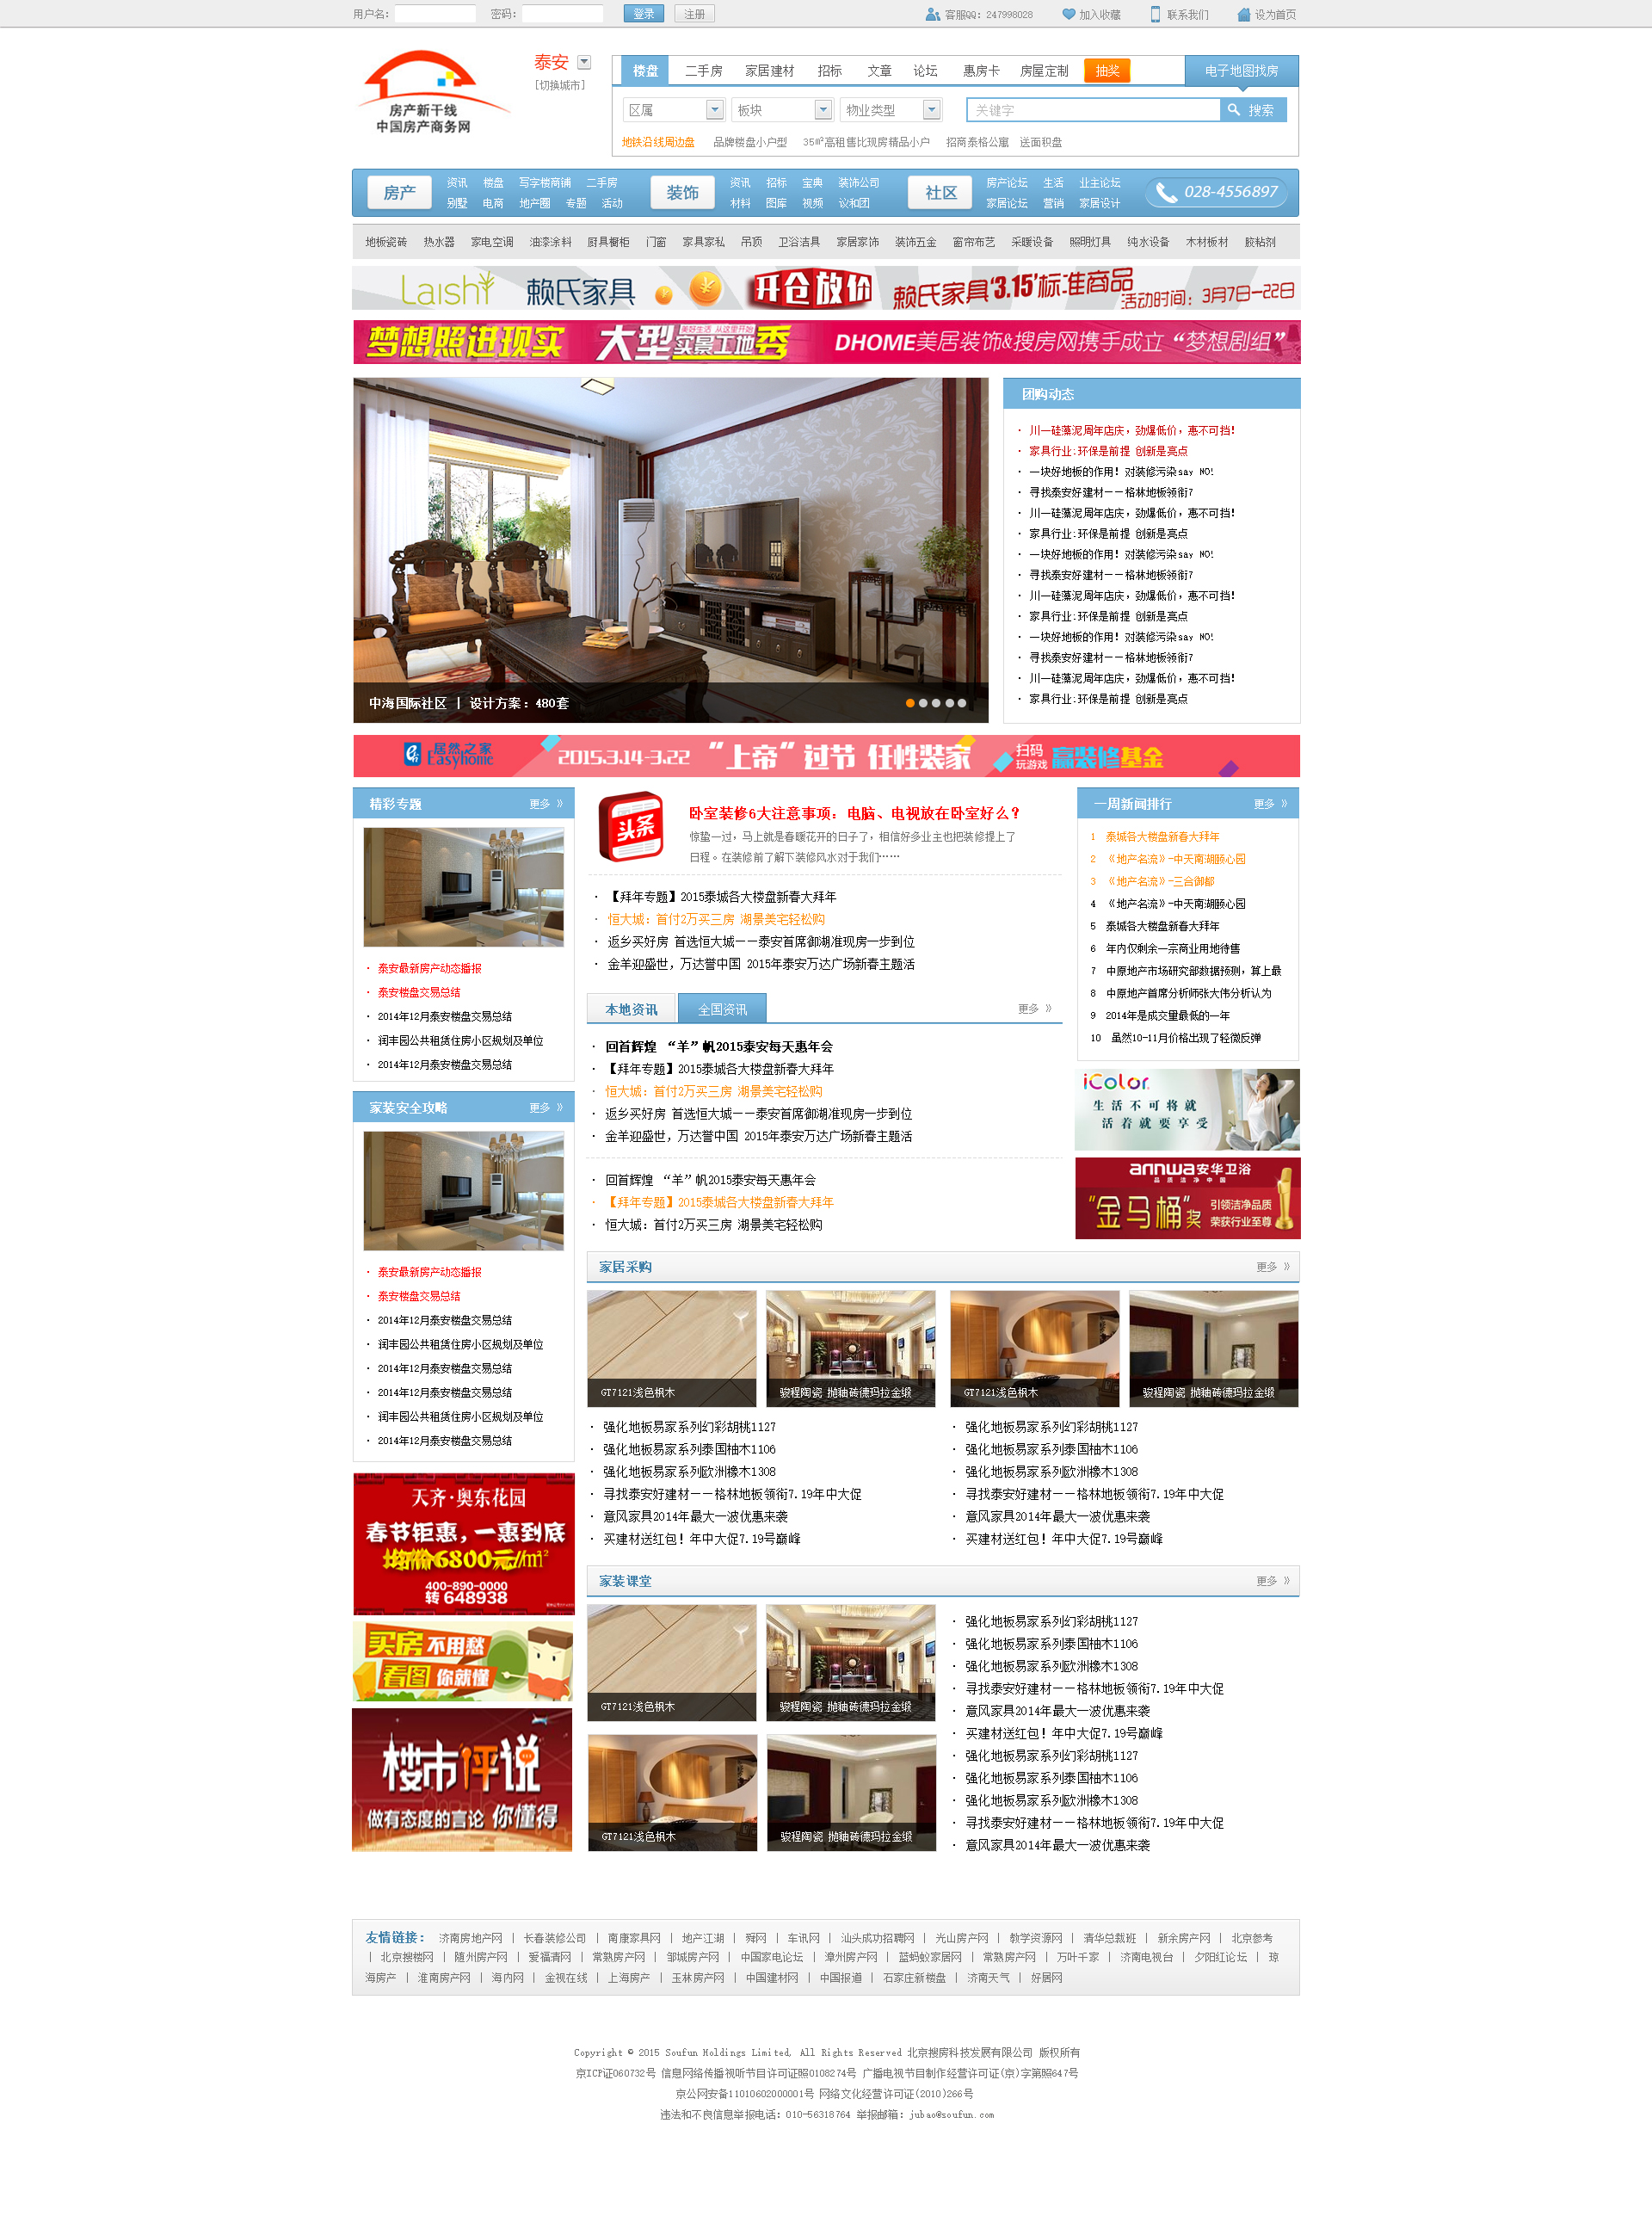 用户名: 密码: 登录 注册 客服QQ: 247998028 加入收藏 联系我们 设为首页
房产新干线
中国房产商务网
泰安
[切换城市]
楼盘 二手房 家居建材 招标 文章 论坛 惠房卡 房屋定制 抽奖 电子地图找房
区属 板块 物业类型 关键字 搜索
地铁沿线周边盘 品牌楼盘小户型 35㎡高租售比现房精品小户 招商泰格公寓 送面积盘
房产 资讯 楼盘 写字楼商铺 二手房
别墅 电商 地产圈 专题 活动
装饰 资讯 招标 宝典 装饰公司
材料 图库 视频 议和团
社区 房产论坛 生活 业主论坛
家居论坛 营销 家居设计
028-4556897
地板瓷砖 热水器 家电空调 油漆涂料 厨具橱柜 门窗 家具家私 吊顶 卫浴洁具 家居家饰 装饰五金 窗帘布艺 采暖设备 照明灯具 纯水设备 木材板材 胶粘剂
Laishi 赖氏家具 开仓放价 赖氏家具'3.15'标准商品 活动时间: 3月7日—22日
梦想照进现实 大型 美好生活 从这里开始 实景工地秀 DHOME美居装饰&搜房网携手成立“梦想剧组”
中海国际社区 | 设计方案: 480套
团购动态
· 川一硅藻泥周年店庆，劲爆低价，惠不可挡!
· 家具行业:环保是前提 创新是亮点
· 一块好地板的作用! 对装修污染say NO!
· 寻找泰安好建材——格林地板领衔7
· 川一硅藻泥周年店庆，劲爆低价，惠不可挡!
· 家具行业:环保是前提 创新是亮点
· 一块好地板的作用! 对装修污染say NO!
· 寻找泰安好建材——格林地板领衔7
· 川一硅藻泥周年店庆，劲爆低价，惠不可挡!
· 家具行业:环保是前提 创新是亮点
· 一块好地板的作用! 对装修污染say NO!
· 寻找泰安好建材——格林地板领衔7
· 川一硅藻泥周年店庆，劲爆低价，惠不可挡!
· 家具行业:环保是前提 创新是亮点
居然之家 Easyhome 2015.3.14-3.22 “上帝”过节 任性装家 扫码 玩游戏 赢装修基金
精彩专题 更多 》
· 泰安最新房产动态播报
· 泰安楼盘交易总结
· 2014年12月泰安楼盘交易总结
· 润丰园公共租赁住房小区规划及单位
· 2014年12月泰安楼盘交易总结
家装安全攻略 更多 》
· 泰安最新房产动态播报
· 泰安楼盘交易总结
· 2014年12月泰安楼盘交易总结
· 润丰园公共租赁住房小区规划及单位
· 2014年12月泰安楼盘交易总结
· 2014年12月泰安楼盘交易总结
· 润丰园公共租赁住房小区规划及单位
· 2014年12月泰安楼盘交易总结
天齐·奥东花园
春节钜惠，一惠到底
均价6800元/㎡
400-890-0000
转 648938
买房不用愁
看图你就懂
楼市评说
做有态度的言论 你懂得
头条
卧室装修6大注意事项: 电脑、电视放在卧室好么?
惊蛰一过，马上就是春暖花开的日子了，相信好多业主也把装修提上了
日程。在装修前了解下装修风水对于我们……
· 【拜年专题】2015泰城各大楼盘新春大拜年
· 恒大城: 首付2万买三房 湖景美宅轻松购
· 返乡买好房 首选恒大城——泰安首席御湖准现房一步到位
· 金羊迎盛世，万达誉中国 2015年泰安万达广场新春主题活
本地资讯 全国资讯 更多 》
· 回首辉煌 “羊”帆2015泰安每天惠年会
· 【拜年专题】2015泰城各大楼盘新春大拜年
· 恒大城: 首付2万买三房 湖景美宅轻松购
· 返乡买好房 首选恒大城——泰安首席御湖准现房一步到位
· 金羊迎盛世，万达誉中国 2015年泰安万达广场新春主题活
· 回首辉煌 “羊”帆2015泰安每天惠年会
· 【拜年专题】2015泰城各大楼盘新春大拜年
· 恒大城: 首付2万买三房 湖景美宅轻松购
一周新闻排行 更多 》
1 泰城各大楼盘新春大拜年
2 《地产名流》-中天南湖颐心园
3 《地产名流》-三合御都
4 《地产名流》-中天南湖颐心园
5 泰城各大楼盘新春大拜年
6 年内仅剩余一宗商业用地待售
7 中原地产市场研究部数据预测，算上最
8 中原地产首席分析师张大伟分析认为
9 2014年是成交量最低的一年
10 虽然10-11月价格出现了轻微反弹
iColor
生活不可将就
活着就要享受
annwa安华卫浴
品质洁净中国
“金马桶”奖 引领洁净品质
荣获行业至尊
家居采购 更多 》
GT7121浅色枫木 骏程陶瓷 抛釉砖德玛拉金缎 GT7121浅色枫木 骏程陶瓷 抛釉砖德玛拉金缎
· 强化地板易家系列幻彩胡桃1127
· 强化地板易家系列泰国柚木1106
· 强化地板易家系列欧洲橡木1308
· 寻找泰安好建材——格林地板领衔7.19年中大促
· 意风家具2014年最大一波优惠来袭
· 买建材送红包! 年中大促7.19号巅峰
· 强化地板易家系列幻彩胡桃1127
· 强化地板易家系列泰国柚木1106
· 强化地板易家系列欧洲橡木1308
· 寻找泰安好建材——格林地板领衔7.19年中大促
· 意风家具2014年最大一波优惠来袭
· 买建材送红包! 年中大促7.19号巅峰
家装课堂 更多 》
GT7121浅色枫木 骏程陶瓷 抛釉砖德玛拉金缎
GT7121浅色枫木 骏程陶瓷 抛釉砖德玛拉金缎
· 强化地板易家系列幻彩胡桃1127
· 强化地板易家系列泰国柚木1106
· 强化地板易家系列欧洲橡木1308
· 寻找泰安好建材——格林地板领衔7.19年中大促
· 意风家具2014年最大一波优惠来袭
· 买建材送红包! 年中大促7.19号巅峰
· 强化地板易家系列幻彩胡桃1127
· 强化地板易家系列泰国柚木1106
· 强化地板易家系列欧洲橡木1308
· 寻找泰安好建材——格林地板领衔7.19年中大促
· 意风家具2014年最大一波优惠来袭
友情链接: 济南房地产网 | 长春装修公司 | 南康家具网 | 地产江湖 | 舜网 | 车讯网 | 汕头成功招聘网 | 光山房产网 | 教学资源网 | 清华总裁班 | 新余房产网 | 北京参考
| 北京搜楼网 | 随州房产网 | 爱福清网 | 常熟房产网 | 邹城房产网 | 中国家电论坛 | 漳州房产网 | 蓝蚂蚁家居网 | 常熟房产网 | 万叶千家 | 济南电视台 | 夕阳红论坛 | 琼
海房产 | 淮南房产网 | 海内网 | 金视在线 | 上海房产 | 玉林房产网 | 中国建材网 | 中国报道 | 石家庄新楼盘 | 济南天气 | 好居网
Copyright © 2015 Soufun Holdings Limited, All Rights Reserved 北京搜房科技发展有限公司 版权所有
京ICP证060732号 信息网络传播视听节目许可证照0108274号 广播电视节目制作经营许可证(京)字第照647号
京公网安备11010602000001号 网络文化经营许可证(2010)266号
违法和不良信息举报电话: 010-56318764 举报邮箱: jubao@soufun.com